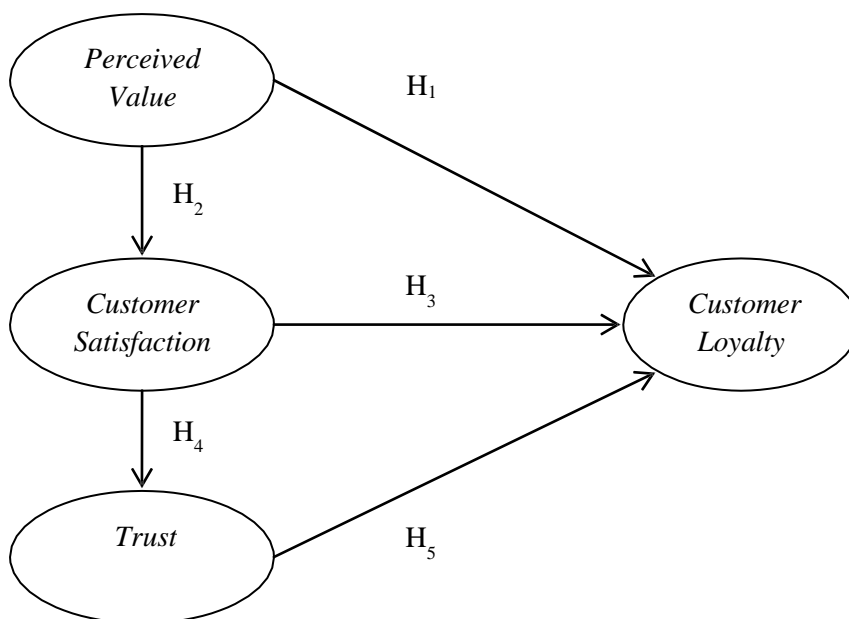 Perceived
Value
H₁
H₂
Customer
Satisfaction
H₃
Customer
Loyalty
H₄
Trust
H₅